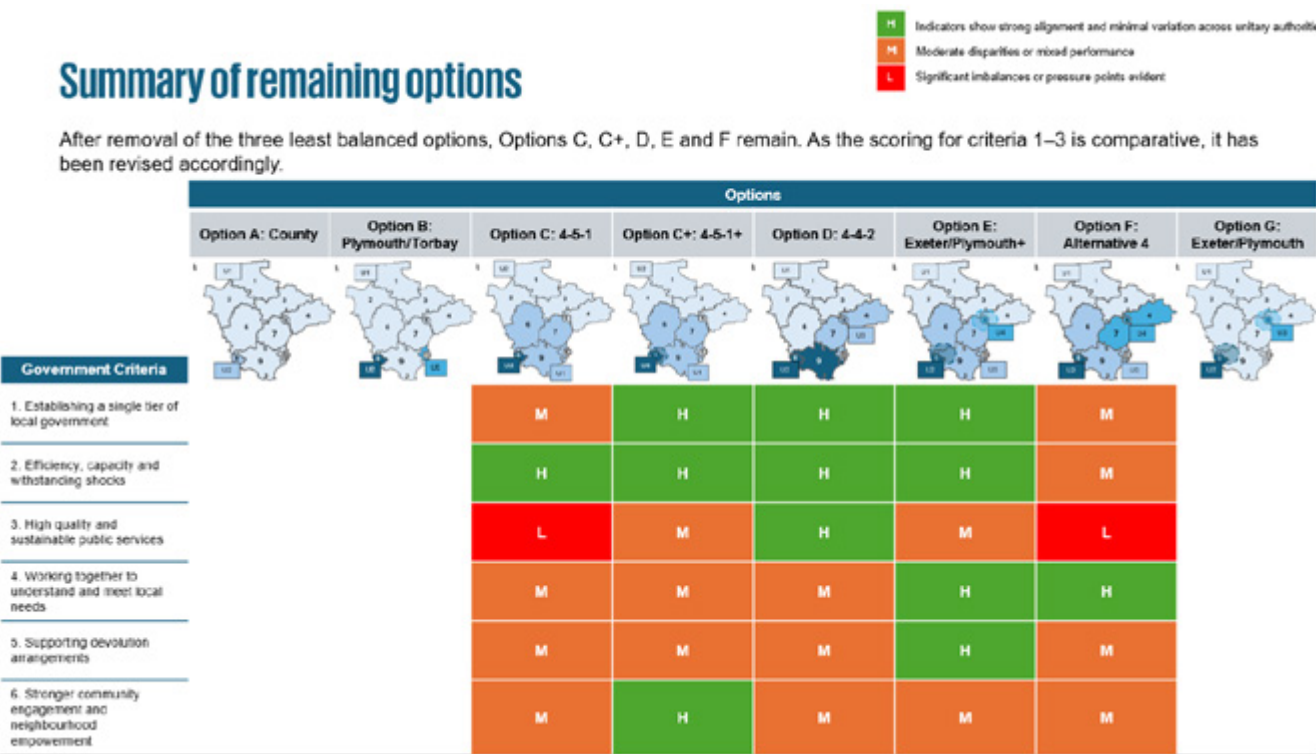 H Indicators show strong alignment and minimal variation across unitary authoritie
M Moderate disparities or mixed performance
L Significant imbalances or pressure points evident
Summary of remaining options
After removal of the three least balanced options, Options C, C+, D, E and F remain. As the scoring for criteria 1–3 is comparative, it has
been revised accordingly.
Options
Option A: County
Option B:
Plymouth/Torbay
Option C: 4-5-1
Option C+: 4-5-1+
Option D: 4-4-2
Option E:
Exeter/Plymouth+
Option F:
Alternative 4
Option G:
Exeter/Plymouth
Government Criteria
1. Establishing a single tier of
local government
M H H H M
2. Efficiency, capacity and
withstanding shocks
H H H H M
3. High quality and
sustainable public services
L M H M L
4. Working together to
understand and meet local
needs
M M M H H
5. Supporting devolution
arrangements
M M M H M
6. Stronger community
engagement and
neighbourhood
empowerment
M H M M M